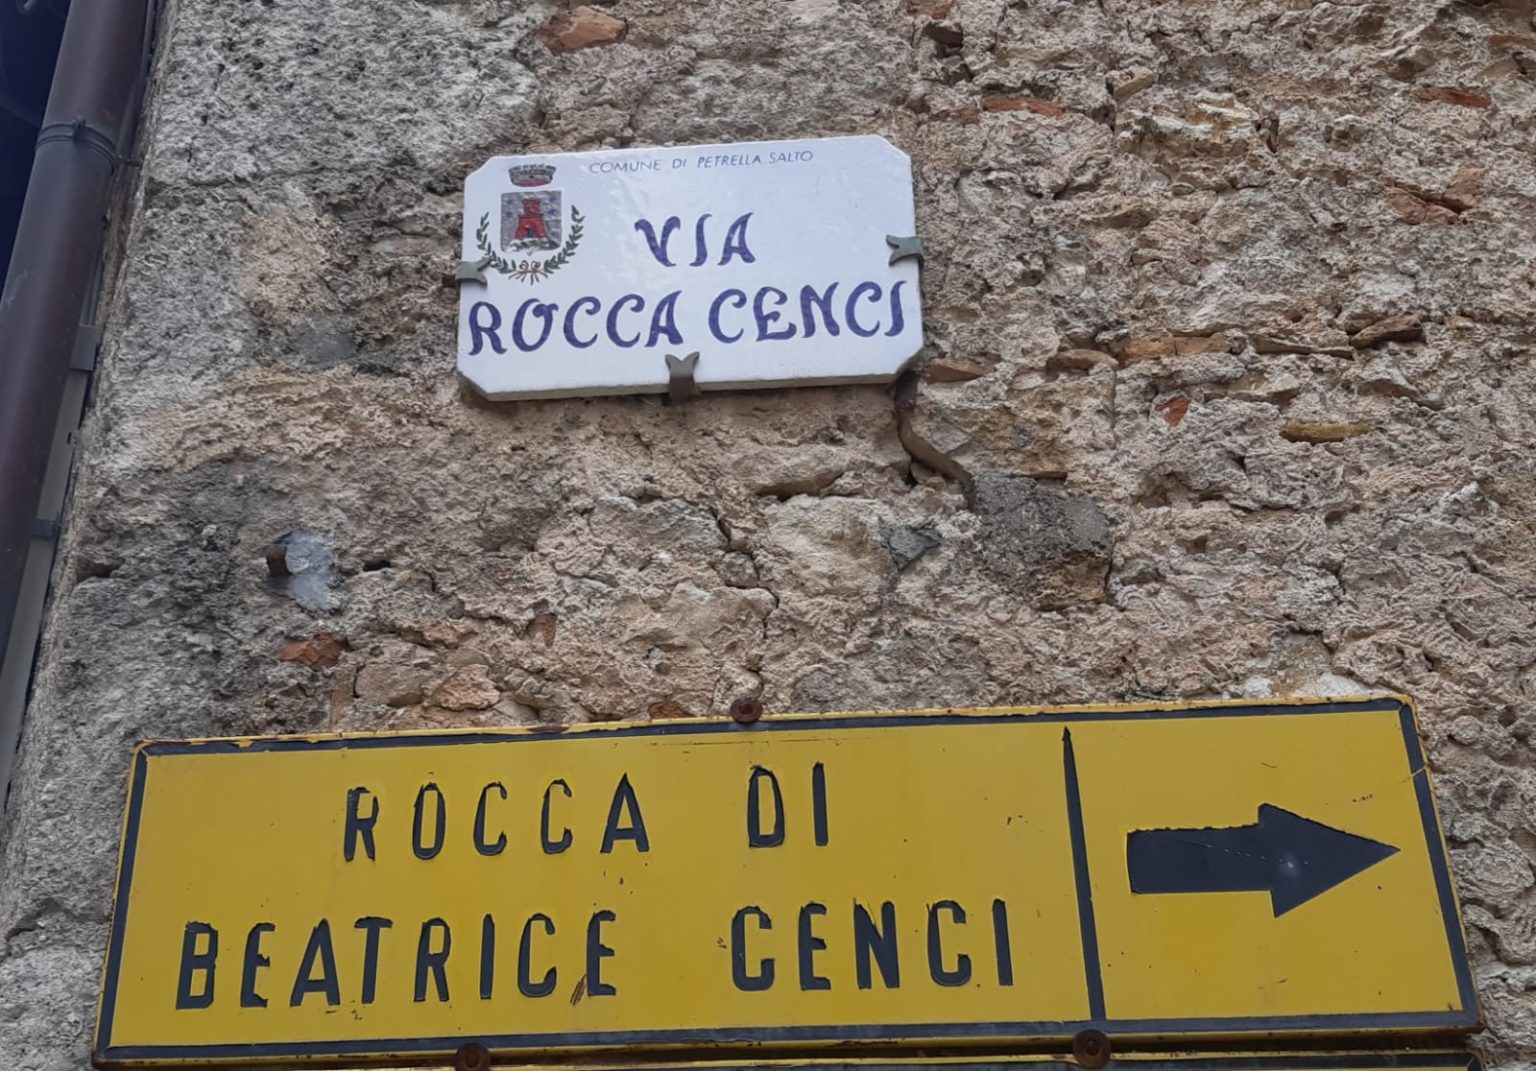 COMUNE DI PETRELLA SALTO
VIA
ROCCA CENCI
ROCCA DI
BEATRICE CENCI